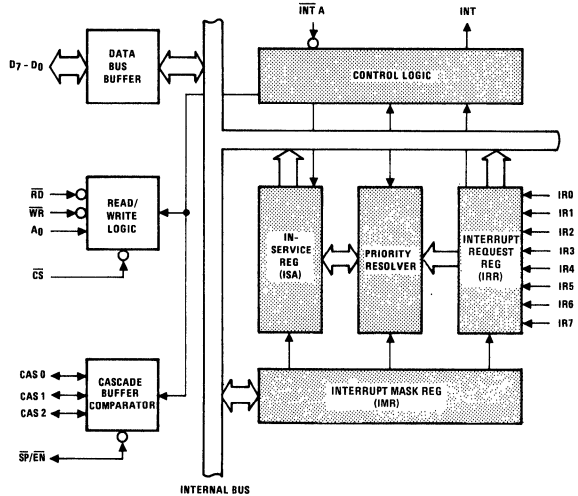 INT A
INT
D7 - D0
DATA
BUS
BUFFER
CONTROL LOGIC
RD
WR
A0
READ/
WRITE
LOGIC
CS
IN-
SERVICE
REG
(ISA)
PRIORITY
RESOLVER
INTERRUPT
REQUEST
REG
(IRR)
IR0
IR1
IR2
IR3
IR4
IR5
IR6
IR7
CAS 0
CAS 1
CAS 2
CASCADE
BUFFER
COMPARATOR
SP/EN
INTERRUPT MASK REG
(IMR)
INTERNAL BUS